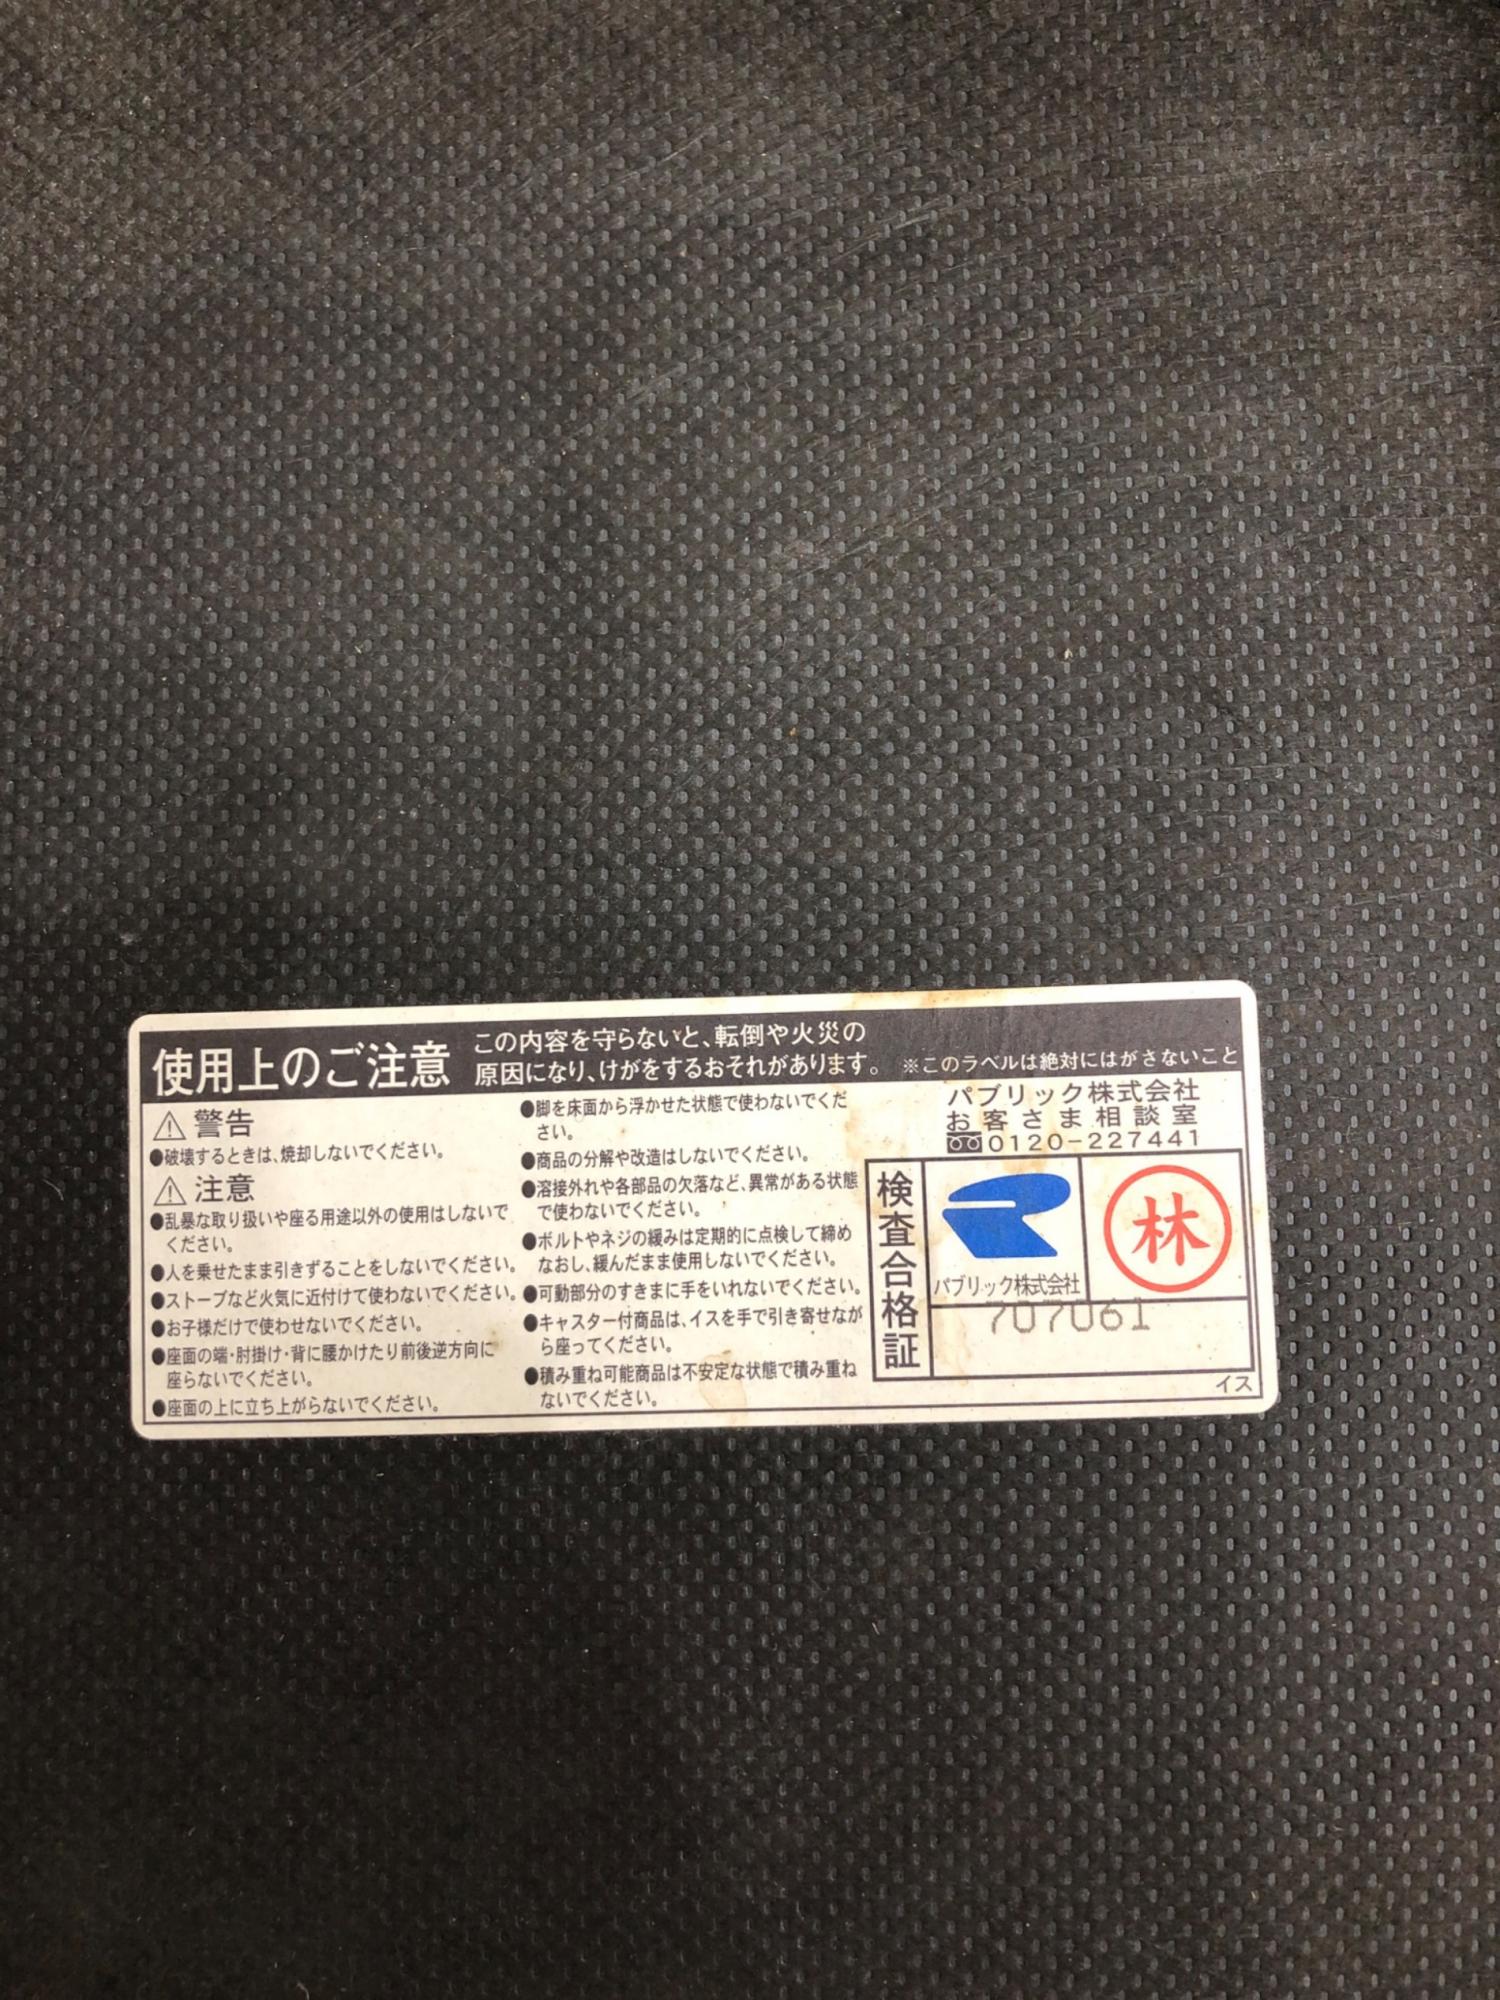 使用上のご注意
この内容を守らないと、転倒や火災の
原因になり、けがをするおそれがあります。
※このラベルは絶対にはがさないこと
⚠ 警告
●破壊するときは、焼却しないでください。
⚠ 注意
●乱暴な取り扱いや座る用途以外の使用はしないで
ください。
●人を乗せたまま引きずることをしないでください。
●ストーブなど火気に近付けて使わないでください。
●お子様だけで使わせないでください。
●座面の端・肘掛け・背に腰かけたり前後逆方向に
座らないでください。
●座面の上に立ち上がらないでください。
●脚を床面から浮かせた状態で使わないでくだ
さい。
●商品の分解や改造はしないでください。
●溶接外れや各部品の欠落など、異常がある状態
で使わないでください。
●ボルトやネジの緩みは定期的に点検して締め
なおし、緩んだまま使用しないでください。
●可動部分のすきまに手をいれないでください。
●キャスター付商品は、イスを手で引き寄せなが
ら座ってください。
●積み重ね可能商品は不安定な状態で積み重ね
ないでください。
パブリック株式会社
お客さま相談室
0120-227441
検査合格証
パブリック株式会社
林
707061
イス